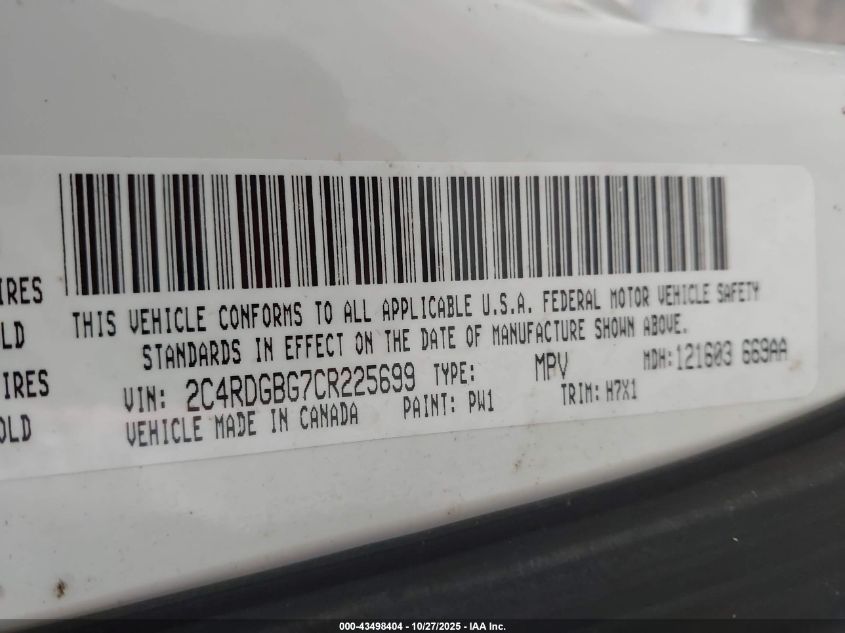 THIS VEHICLE CONFORMS TO ALL APPLICABLE U.S.A. FEDERAL MOTOR VEHICLE SAFETY
STANDARDS IN EFFECT ON THE DATE OF MANUFACTURE SHOWN ABOVE.
VIN: 2C4RDGBG7CR225699 TYPE: MPV MDH:121603 669AA
VEHICLE MADE IN CANADA PAINT: PW1 TRIM: H7X1
IRES
LD
IRES
OLD
000-43498404 - 10/27/2025 - IAA Inc.